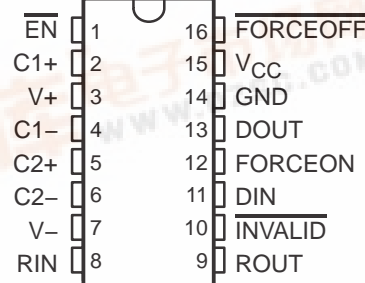 EN 1 16 FORCEOFF
C1+ 2 15 VCC
V+ 3 14 GND
C1− 4 13 DOUT
C2+ 5 12 FORCEON
C2− 6 11 DIN
V− 7 10 INVALID
RIN 8 9 ROUT